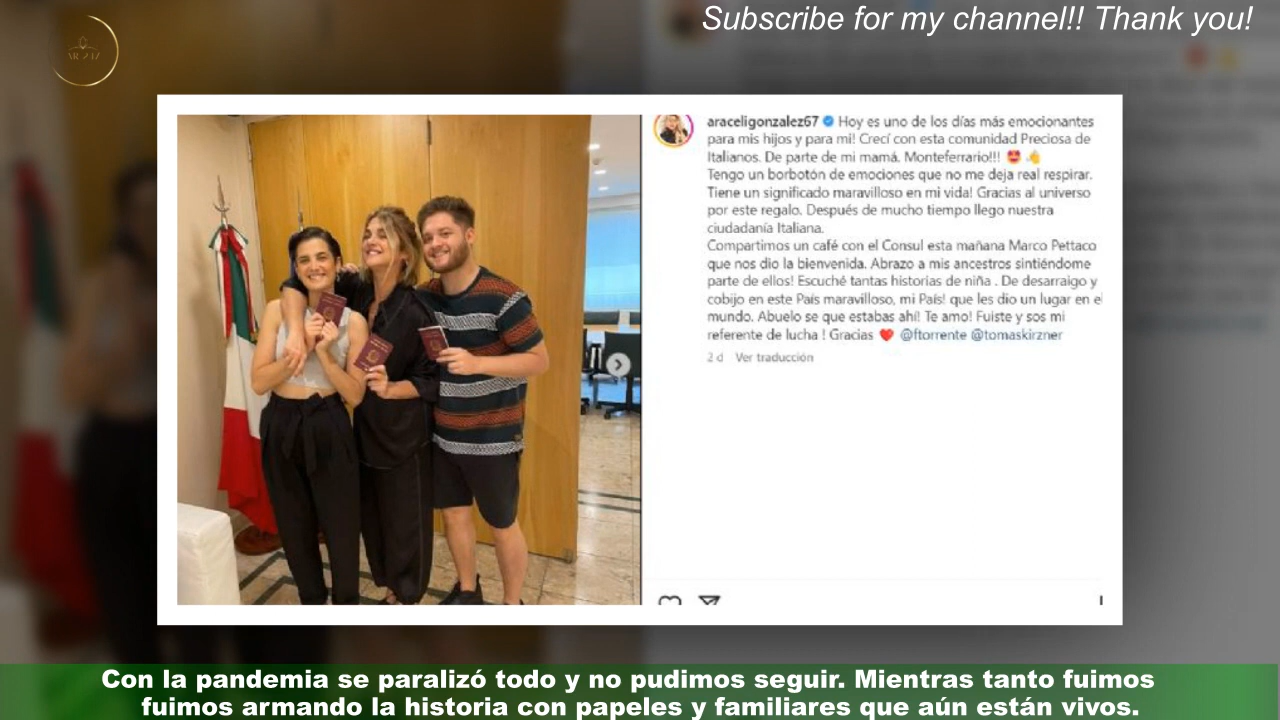 Subscribe for my channel!! Thank you!
araceligonzalez67 Hoy es uno de los días más emocionantes
para mis hijos y para mi! Crecí con esta comunidad Preciosa de
Italianos. De parte de mi mamá. Monteferrario!!! 😍 🤙
Tengo un borbotón de emociones que no me deja real respirar.
Tiene un significado maravilloso en mi vida! Gracias al universo
por este regalo. Después de mucho tiempo llego nuestra
ciudadanía Italiana.
Compartimos un café con el Consul esta mañana Marco Pettaco
que nos dio la bienvenida. Abrazo a mis ancestros sintiéndome
parte de ellos! Escuché tantas historias de niña . De desarraigo y
cobijo en este País maravilloso, mi País! que les dio un lugar en el
mundo. Abuelo se que estabas ahí! Te amo! Fuiste y sos mi
referente de lucha ! Gracias ❤️ @ftorrente @tomaskirzner
2 d Ver traducción
Con la pandemia se paralizó todo y no pudimos seguir. Mientras tanto fuimos
fuimos armando la historia con papeles y familiares que aún están vivos.